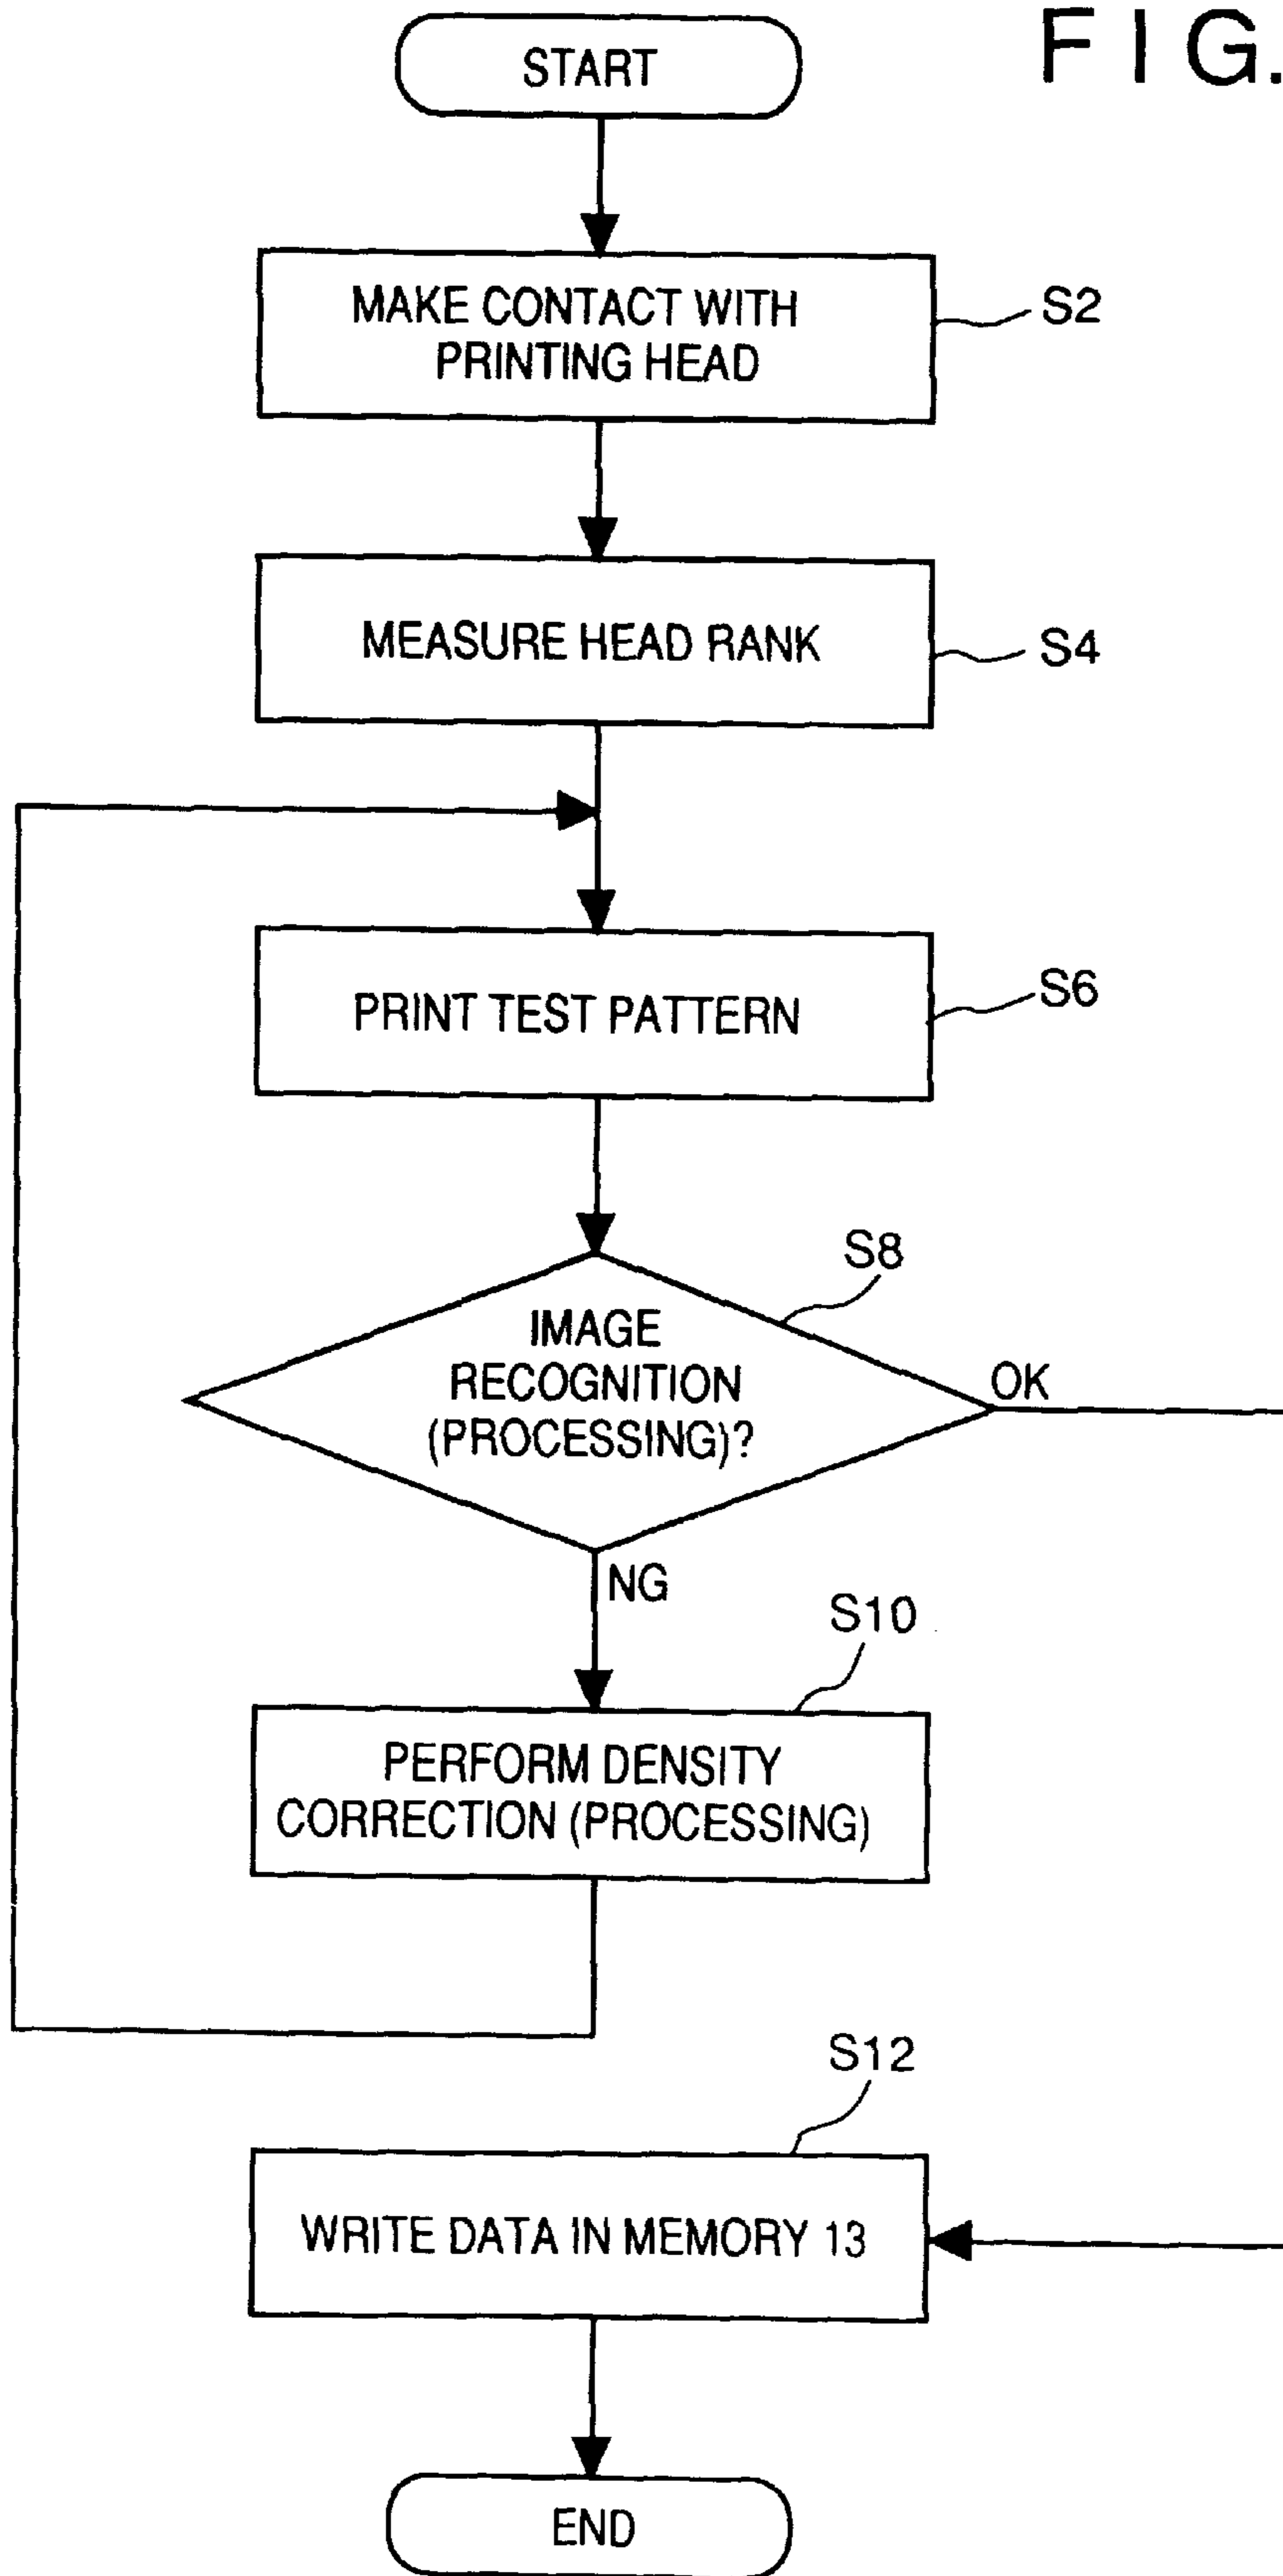 FIG.
START
MAKE CONTACT WITH
PRINTING HEAD
S2
MEASURE HEAD RANK
S4
PRINT TEST PATTERN
S6
S8
IMAGE
RECOGNITION
(PROCESSING)?
OK
NG
S10
PERFORM DENSITY
CORRECTION (PROCESSING)
S12
WRITE DATA IN MEMORY 13
END